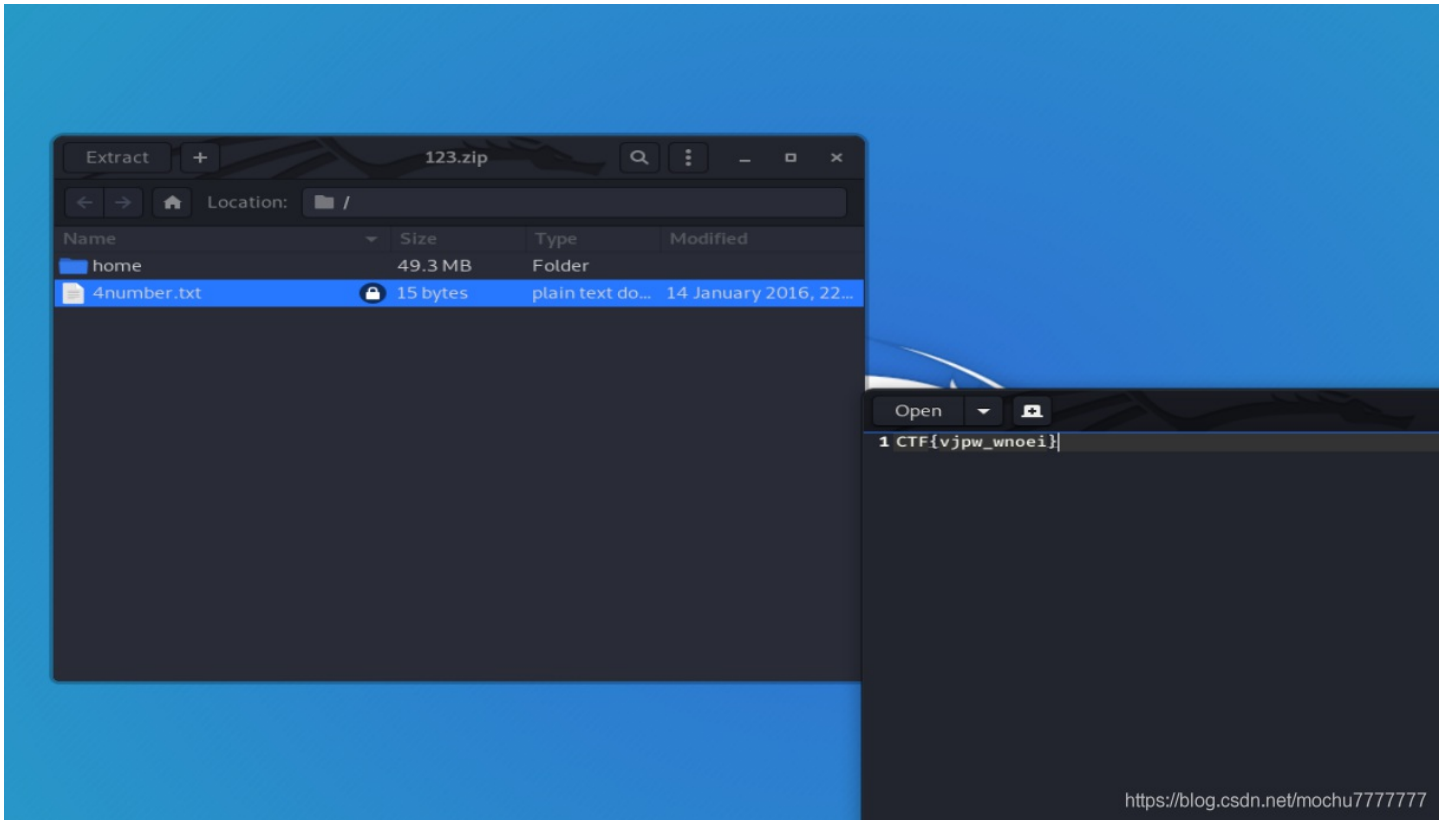 Extract + 123.zip
Location: /
Name Size Type Modified
home 49.3 MB Folder
4number.txt 15 bytes plain text do... 14 January 2016, 22...
Open
1 CTF{vjpw_wnoei}
https://blog.csdn.net/mochu7777777